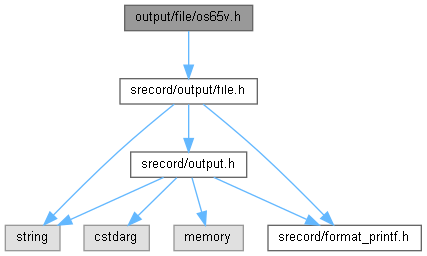 output/file/os65v.h
srecord/output/file.h
srecord/output.h
string
cstdarg
memory
srecord/format_printf.h